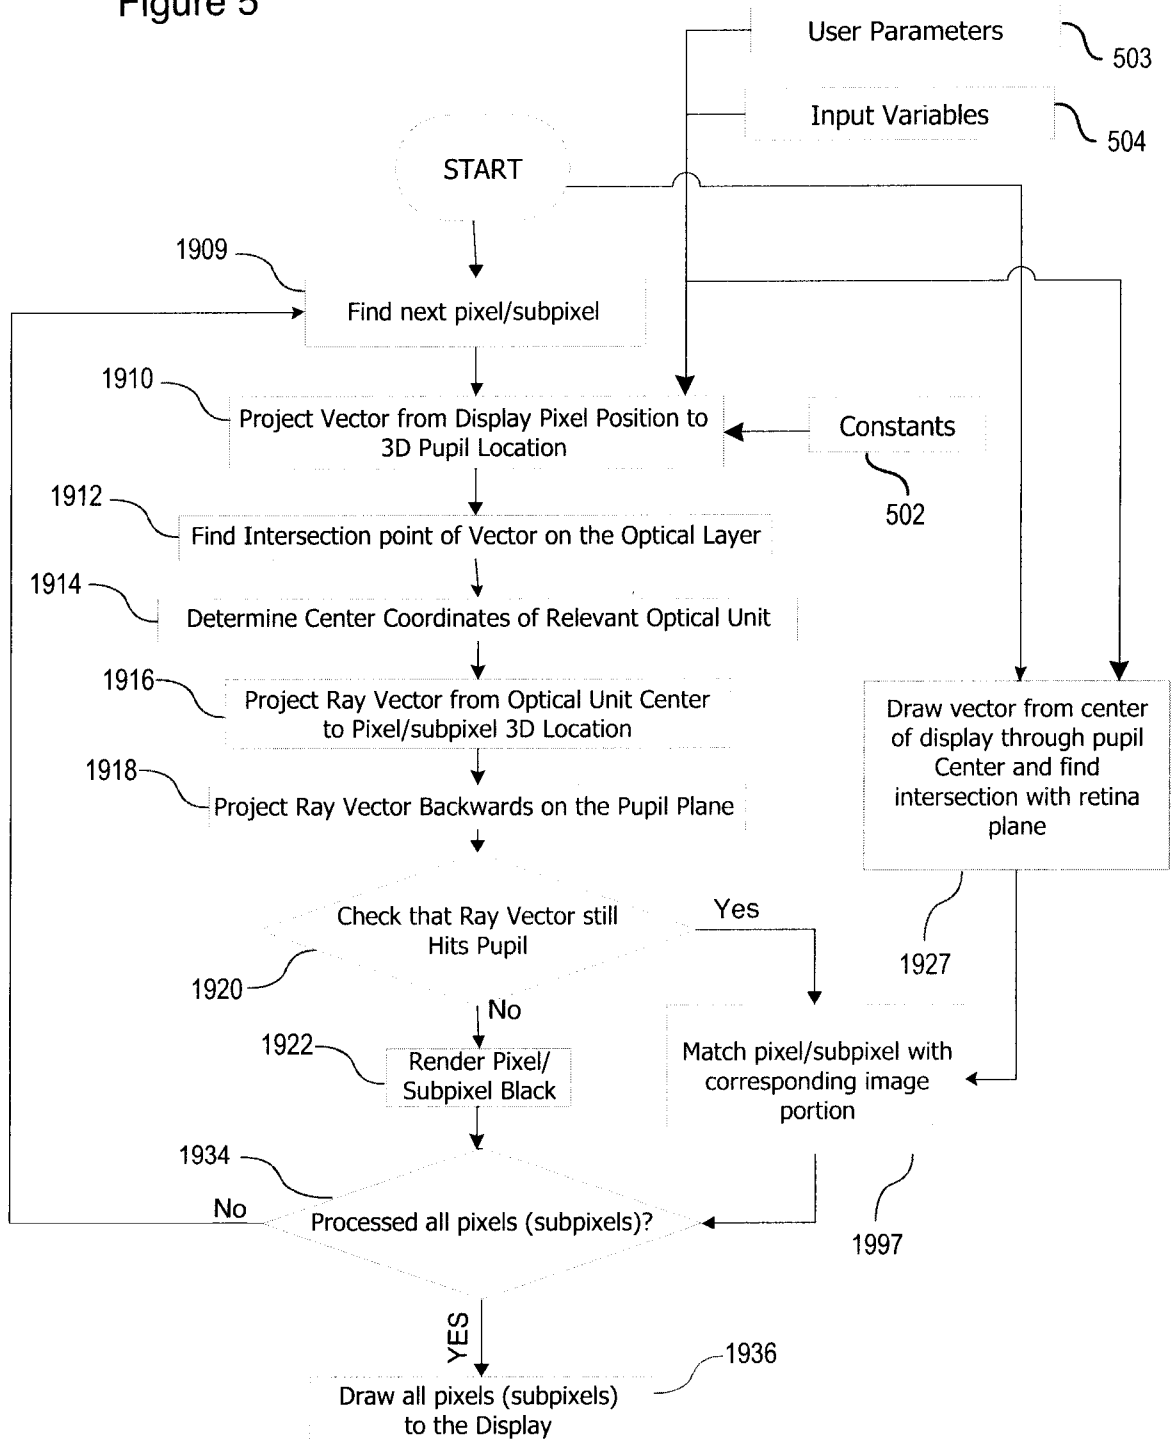 Figure 5
User Parameters
503
Input Variables
504
START
1909
Find next pixel/subpixel
1910
Project Vector from Display Pixel Position to
3D Pupil Location
Constants
502
1912
Find Intersection point of Vector on the Optical Layer
1914
Determine Center Coordinates of Relevant Optical Unit
1916
Project Ray Vector from Optical Unit Center
to Pixel/subpixel 3D Location
1918
Project Ray Vector Backwards on the Pupil Plane
Draw vector from center
of display through pupil
Center and find
intersection with retina
plane
1927
Check that Ray Vector still
Hits Pupil
Yes
1920
No
1922
Render Pixel/
Subpixel Black
Match pixel/subpixel with
corresponding image
portion
1997
1934
No
Processed all pixels (subpixels)?
YES
1936
Draw all pixels (subpixels)
to the Display